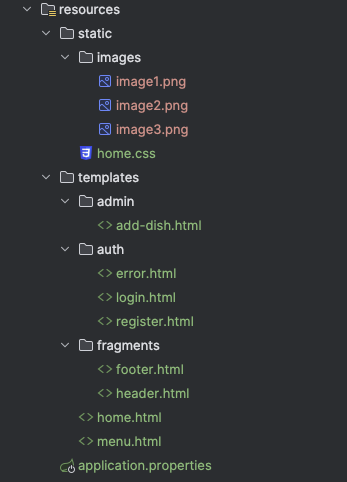 resources
static
images
image1.png
image2.png
image3.png
home.css
templates
admin
add-dish.html
auth
error.html
login.html
register.html
fragments
footer.html
header.html
home.html
menu.html
application.properties